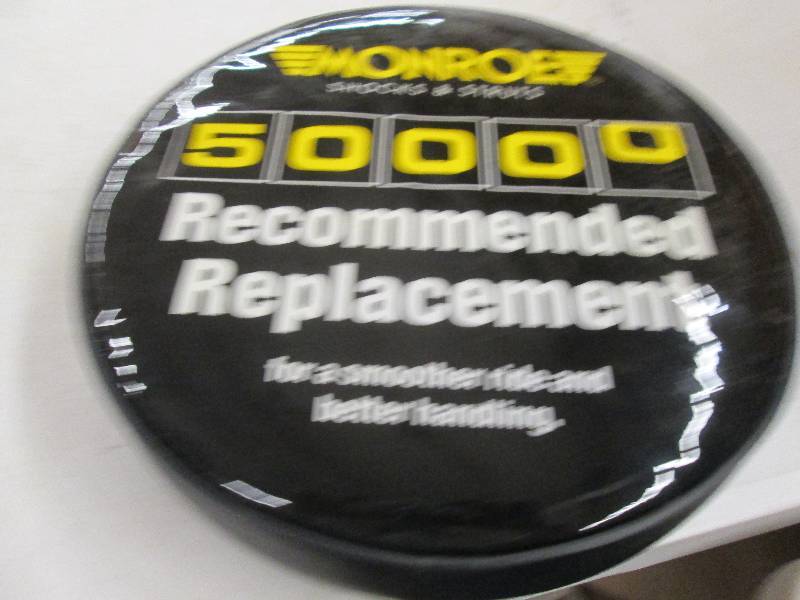 MONROE
SHOCKS & STRUTS
50000
Recommended
Replacement
for a smoother ride and
better handling.